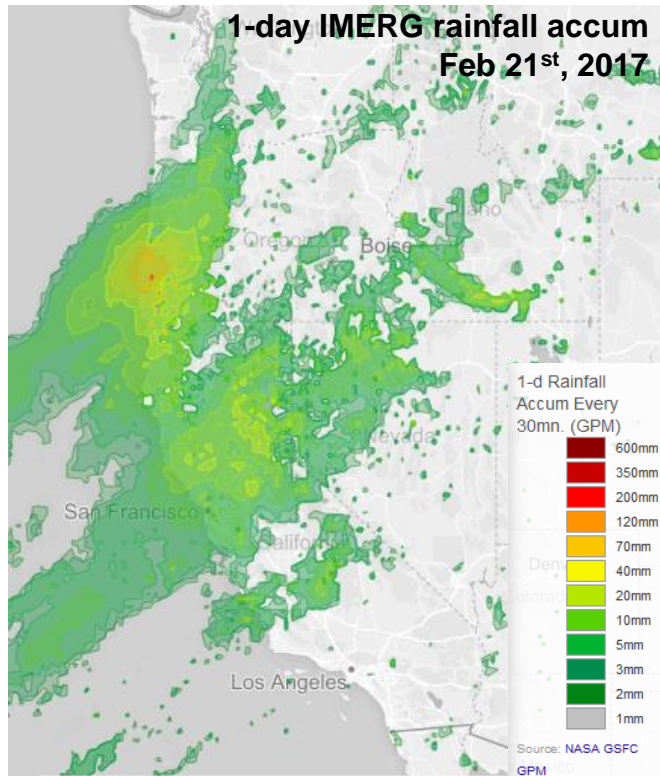 1-day IMERG rainfall accum
Feb 21st, 2017
Oregon
Boise
Nevada
San Francisco
California
Los Angeles
1-d Rainfall
Accum Every
30mn. (GPM)
600mm
350mm
200mm
120mm
70mm
40mm
20mm
10mm
5mm
3mm
2mm
1mm
Source: NASA GSFC
GPM